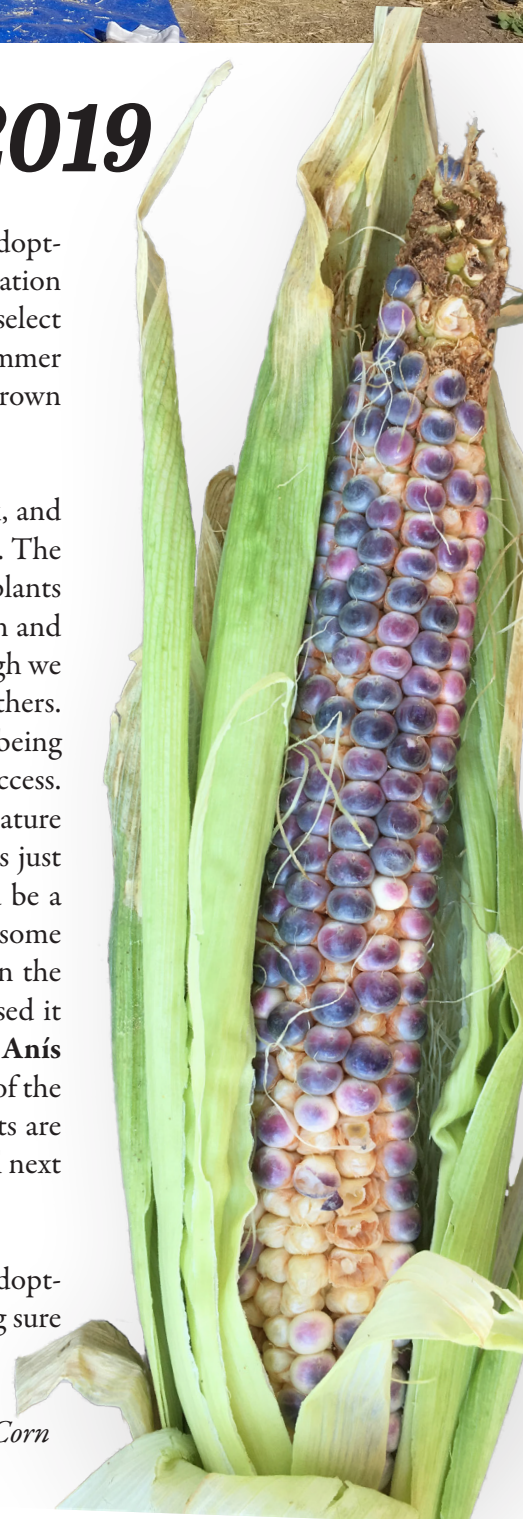 2019
dopt-
ation
select
mmer
rown
, and
. The
plants
n and
gh we
thers.
being
ccess.
ature
s just
be a
some
n the
sed it
Anís
of the
ts are
next
dopt-
g sure
Corn